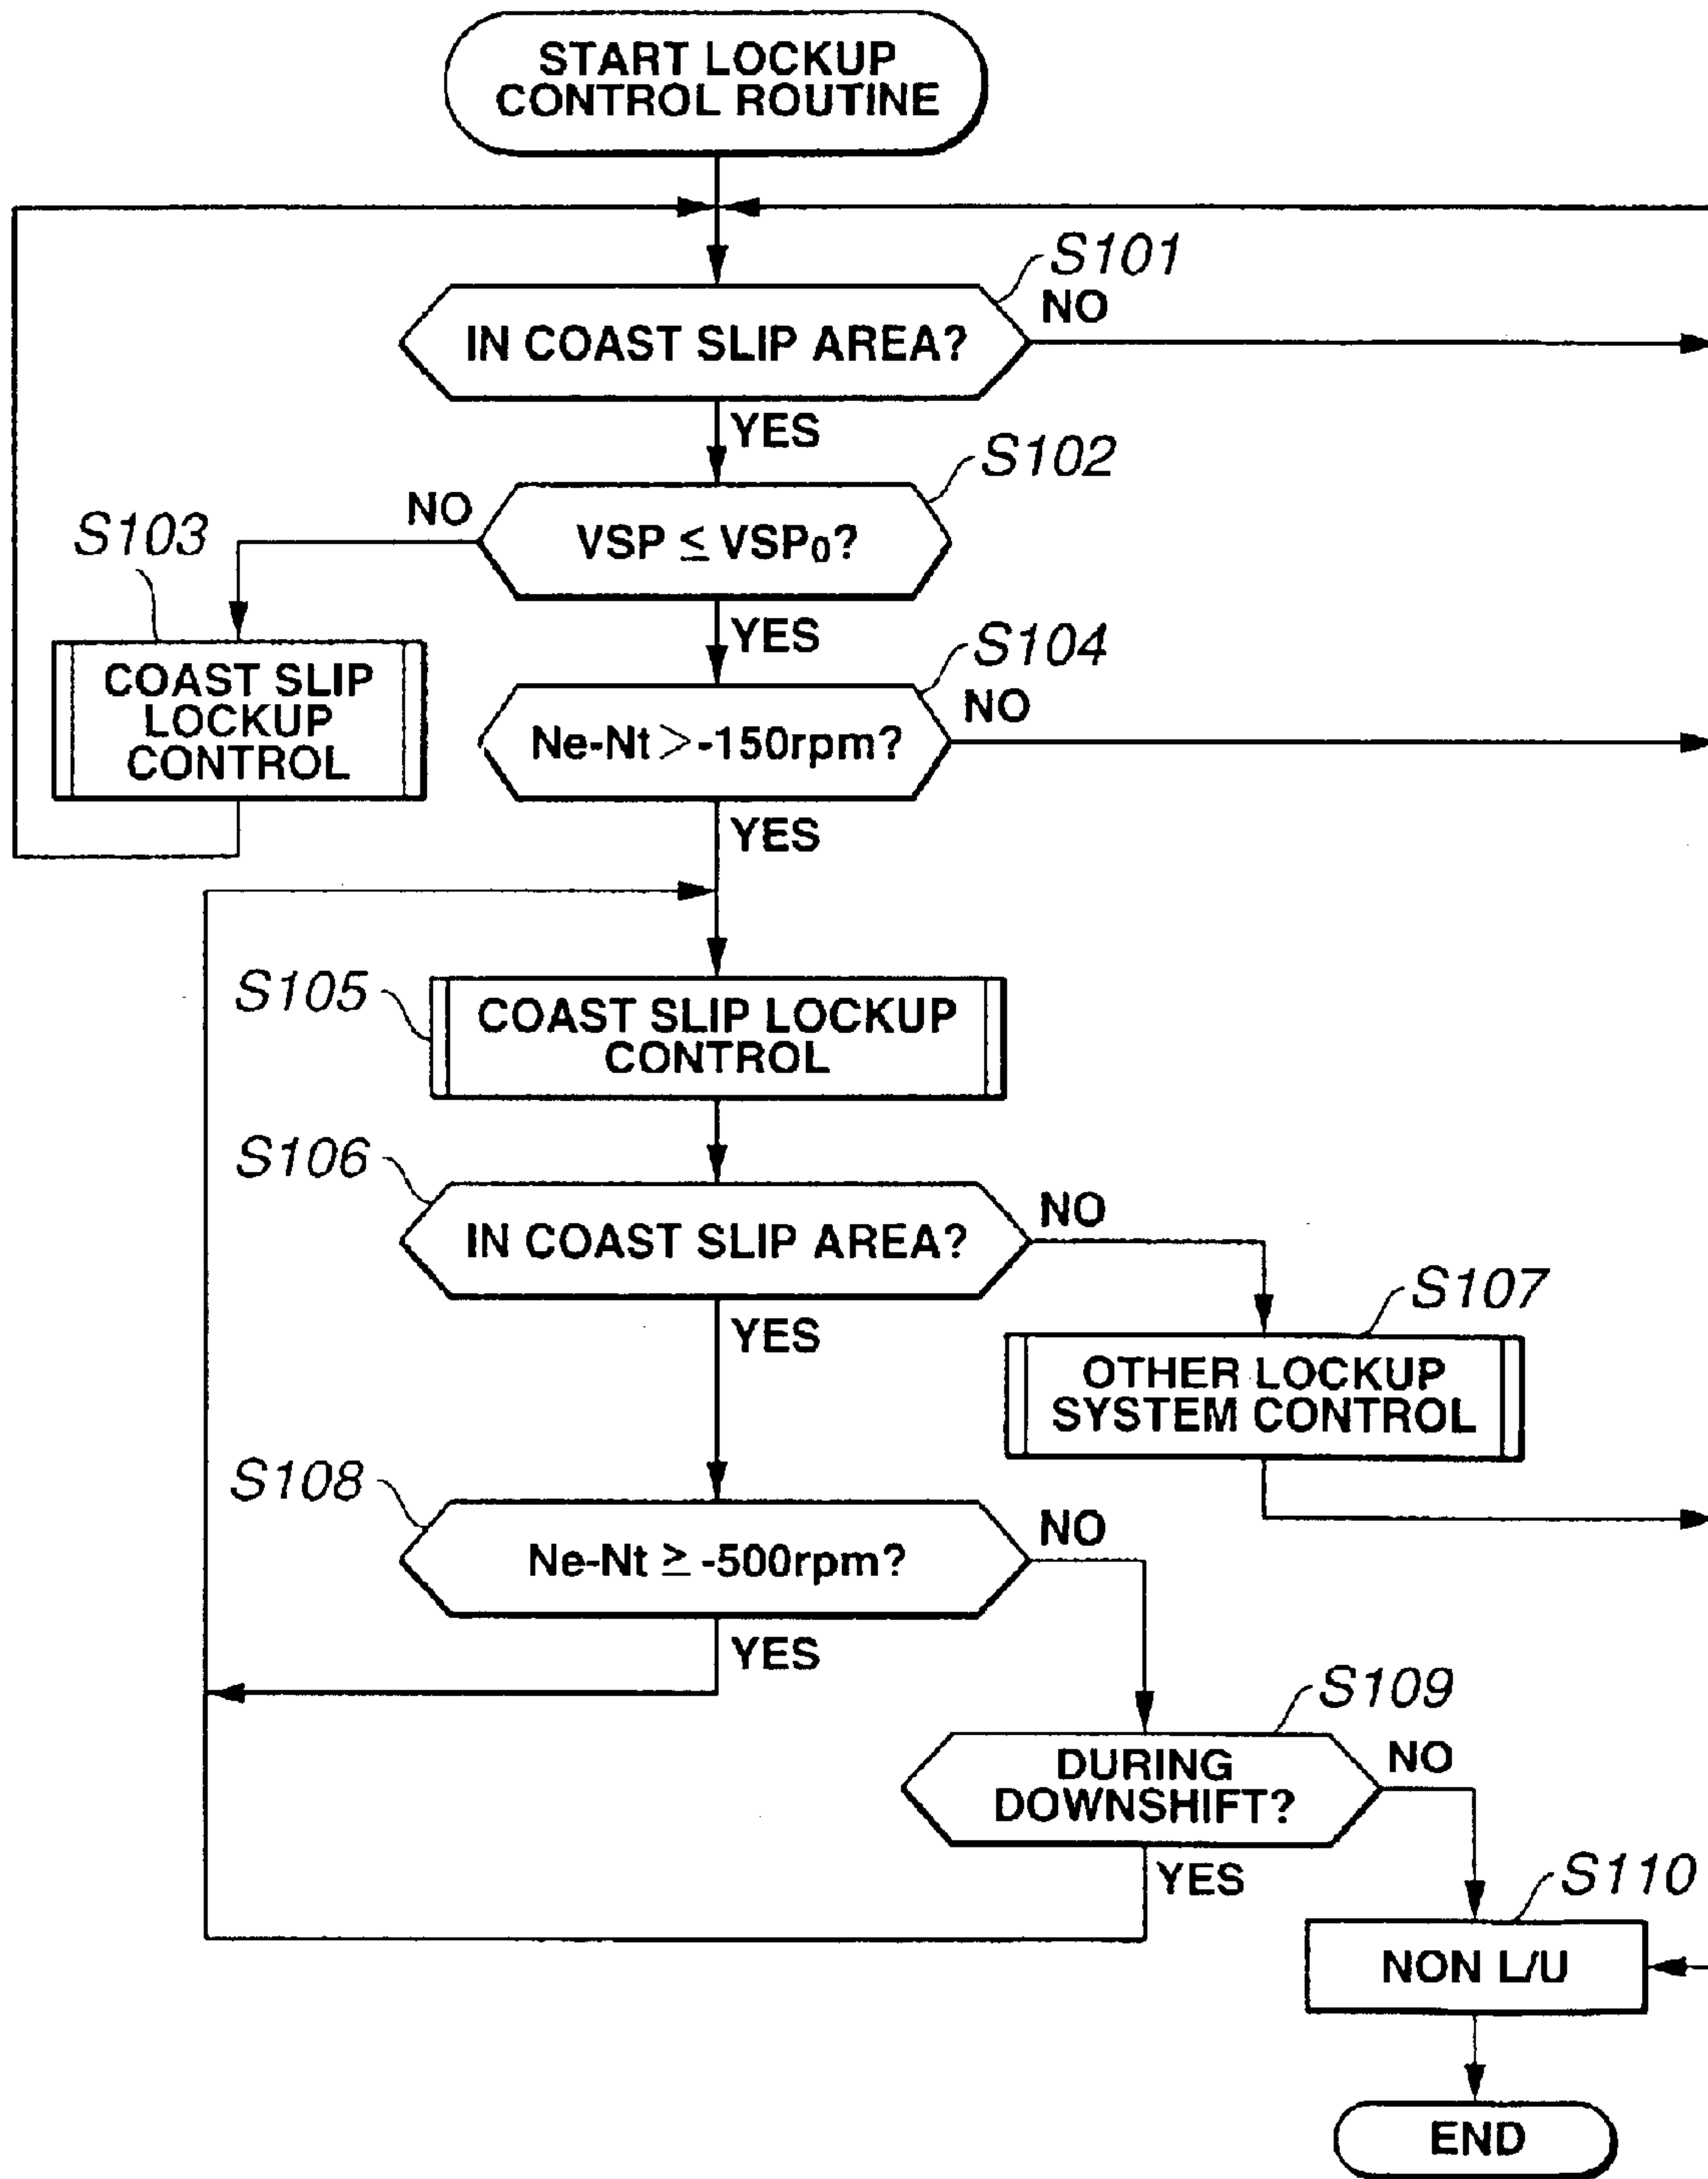 START LOCKUP
CONTROL ROUTINE
S101
IN COAST SLIP AREA?
NO
YES
S102
VSP ≤ VSP₀?
NO
S103
COAST SLIP
LOCKUP
CONTROL
YES
S104
Ne-Nt >-150rpm?
NO
YES
S105
COAST SLIP LOCKUP
CONTROL
S106
IN COAST SLIP AREA?
NO
YES
S107
OTHER LOCKUP
SYSTEM CONTROL
S108
Ne-Nt ≥ -500rpm?
NO
YES
S109
DURING
DOWNSHIFT?
NO
YES
S110
NON L/U
END